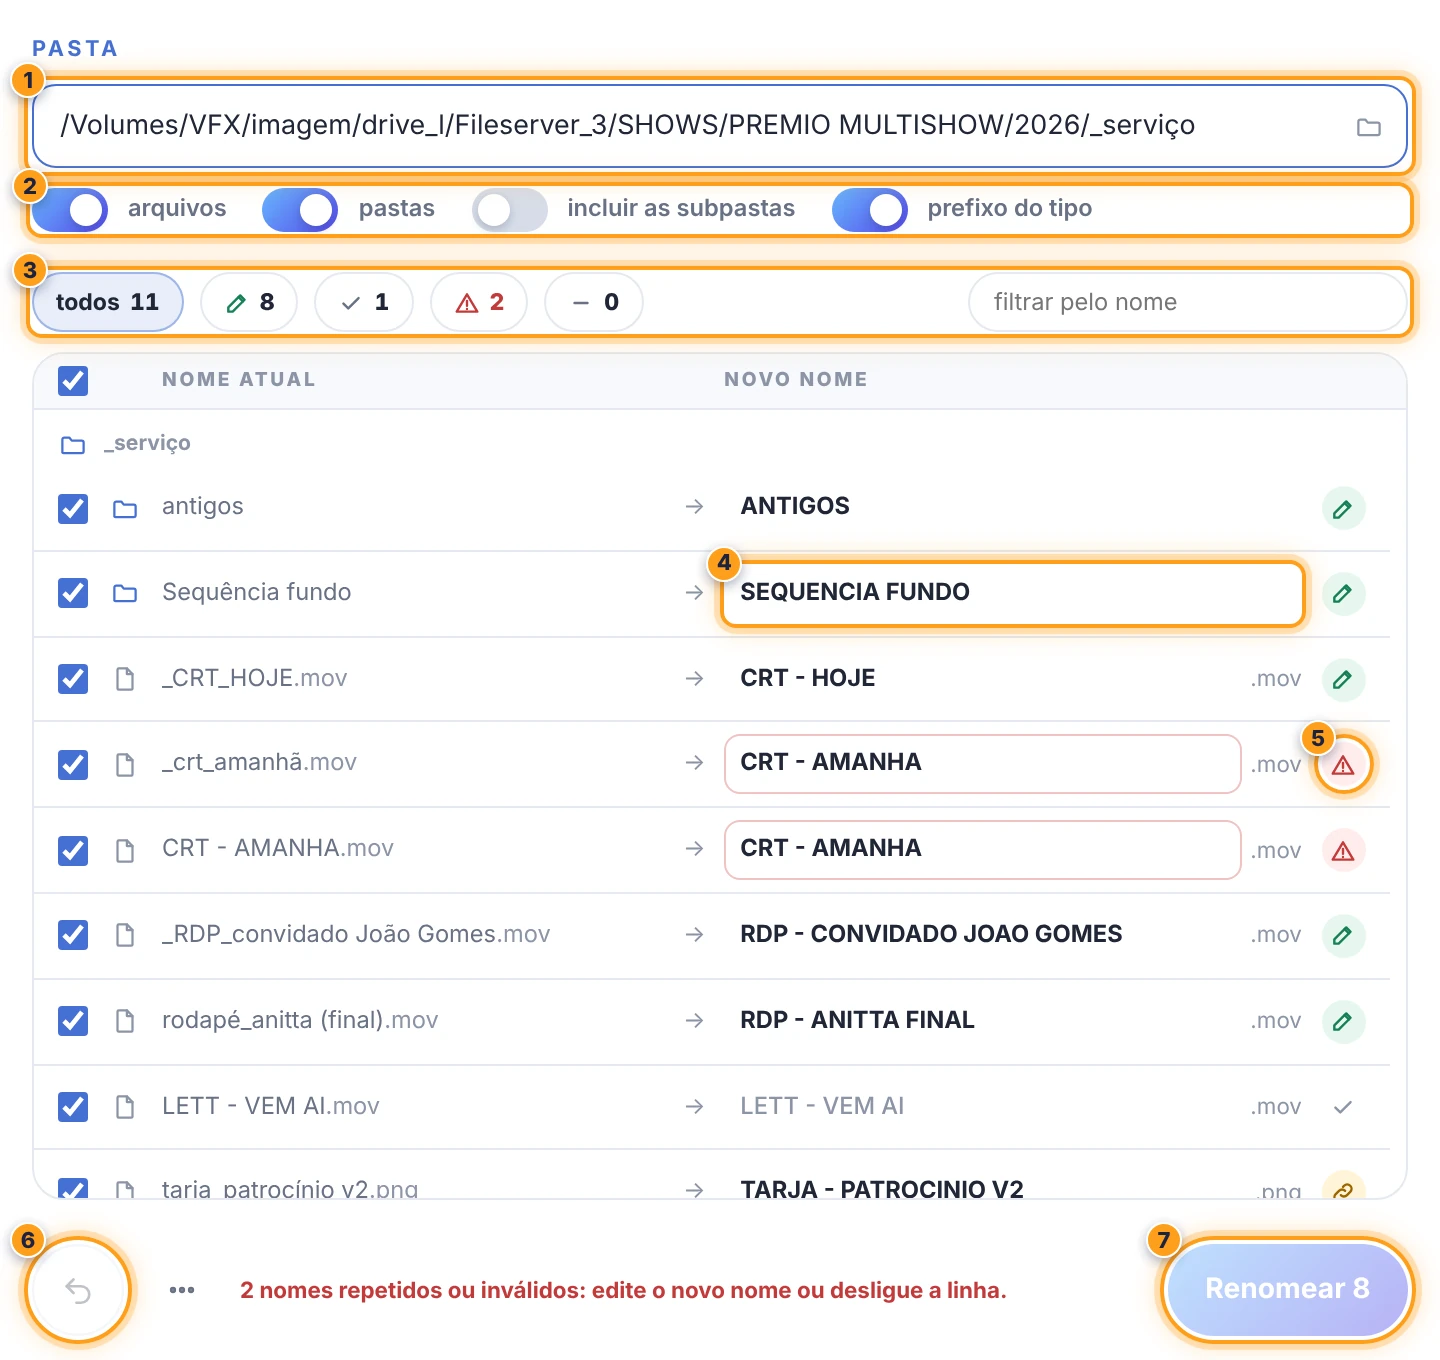 PASTA
1
/Volumes/VFX/imagem/drive_I/Fileserver_3/SHOWS/PREMIO MULTISHOW/2026/_serviço
2
arquivos pastas incluir as subpastas prefixo do tipo
3
todos 11 8 1 2 0 filtrar pelo nome
NOME ATUAL NOVO NOME
_serviço
antigos → ANTIGOS
4
Sequência fundo → SEQUENCIA FUNDO
_CRT_HOJE.mov → CRT - HOJE .mov
5
_crt_amanhã.mov → CRT - AMANHA .mov
CRT - AMANHA.mov → CRT - AMANHA .mov
_RDP_convidado João Gomes.mov → RDP - CONVIDADO JOAO GOMES .mov
rodapé_anitta (final).mov → RDP - ANITTA FINAL .mov
LETT - VEM AI.mov → LETT - VEM AI .mov
taria_patrocínio v2.png → TARJA - PATROCINIO V2 .png
6
7
••• 2 nomes repetidos ou inválidos: edite o novo nome ou desligue a linha. Renomear 8